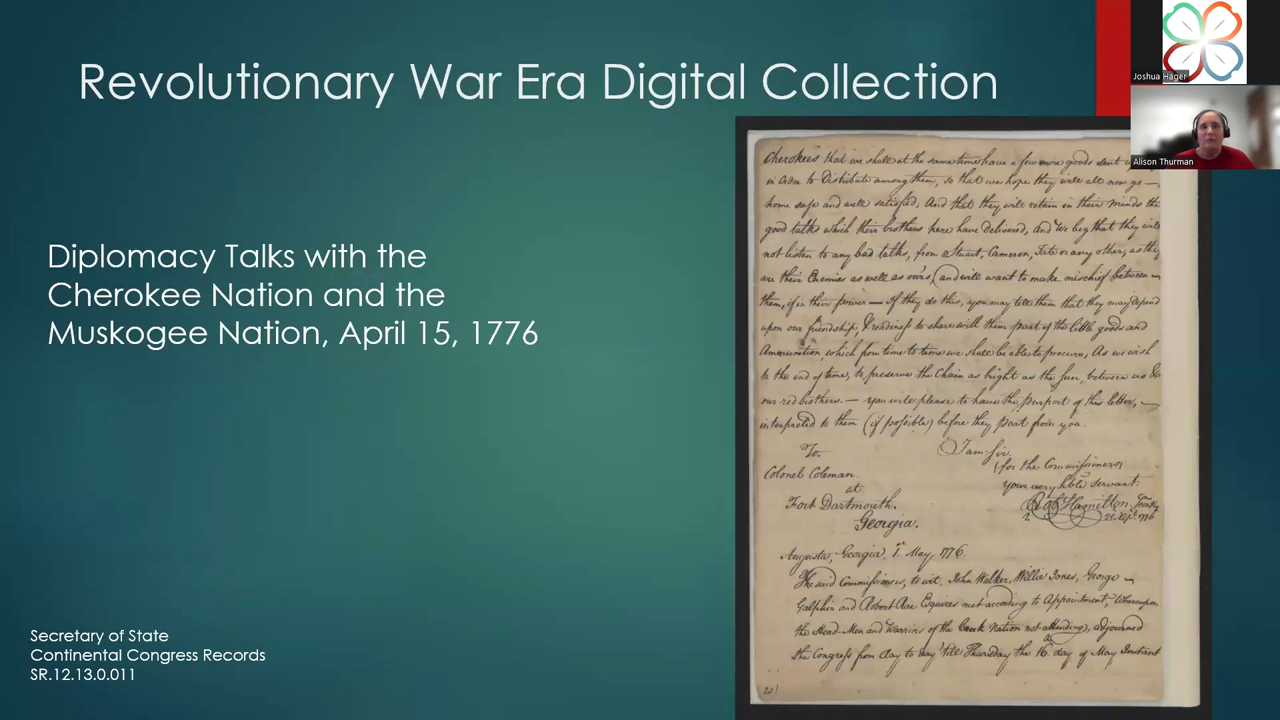 Revolutionary War Era Digital Collection
Joshua Hager
Alison Thurman
Diplomacy Talks with the
Cherokee Nation and the
Muskogee Nation, April 15, 1776
Secretary of State
Continental Congress Records
SR.12.13.0.011
Cherokees that we shall at the same time have a few more goods sent
in order to Distribute among them, so that we hope they will all now go —
home safe and well satisfied; And that they will retain in their minds the
good talks which their brothers here have delivered, and We beg that they will
not listen to any bad talks, from Stuart, Cameron, Tate or any other, as they
are their Enemies as well as ours, (and will want to make mischief between
them, if in their power — If they do this, you may tell them that they may depend
upon our friendship, & readiness to share with them part of the little goods and
Amunition, which from time to time we shall be able to procure, As we wish
to the end of time, to preserve the Chain as bright as the sun, between us &
our red brothers. — you will please to have the purport of this letter, —
interpreted to them (if possible) before they part from you.
To.
I am Sir
Colonel Coleman.
for the Commissioners
at
your very hble servant.
Fort Dartmouth.
Hamilton
Georgia.
Augusta, Georgia, 1st May, 1776.
The said Commissioners, to wit, John Walker, Willie Jones, George
Galphin and Robert Rae Esquires met according to Appointment, Whereupon,
the Head-Men and Warriors of the Creek Nation not attending, adjourned
the Congress from day to day 'till Thursday the 16 day of May Instant